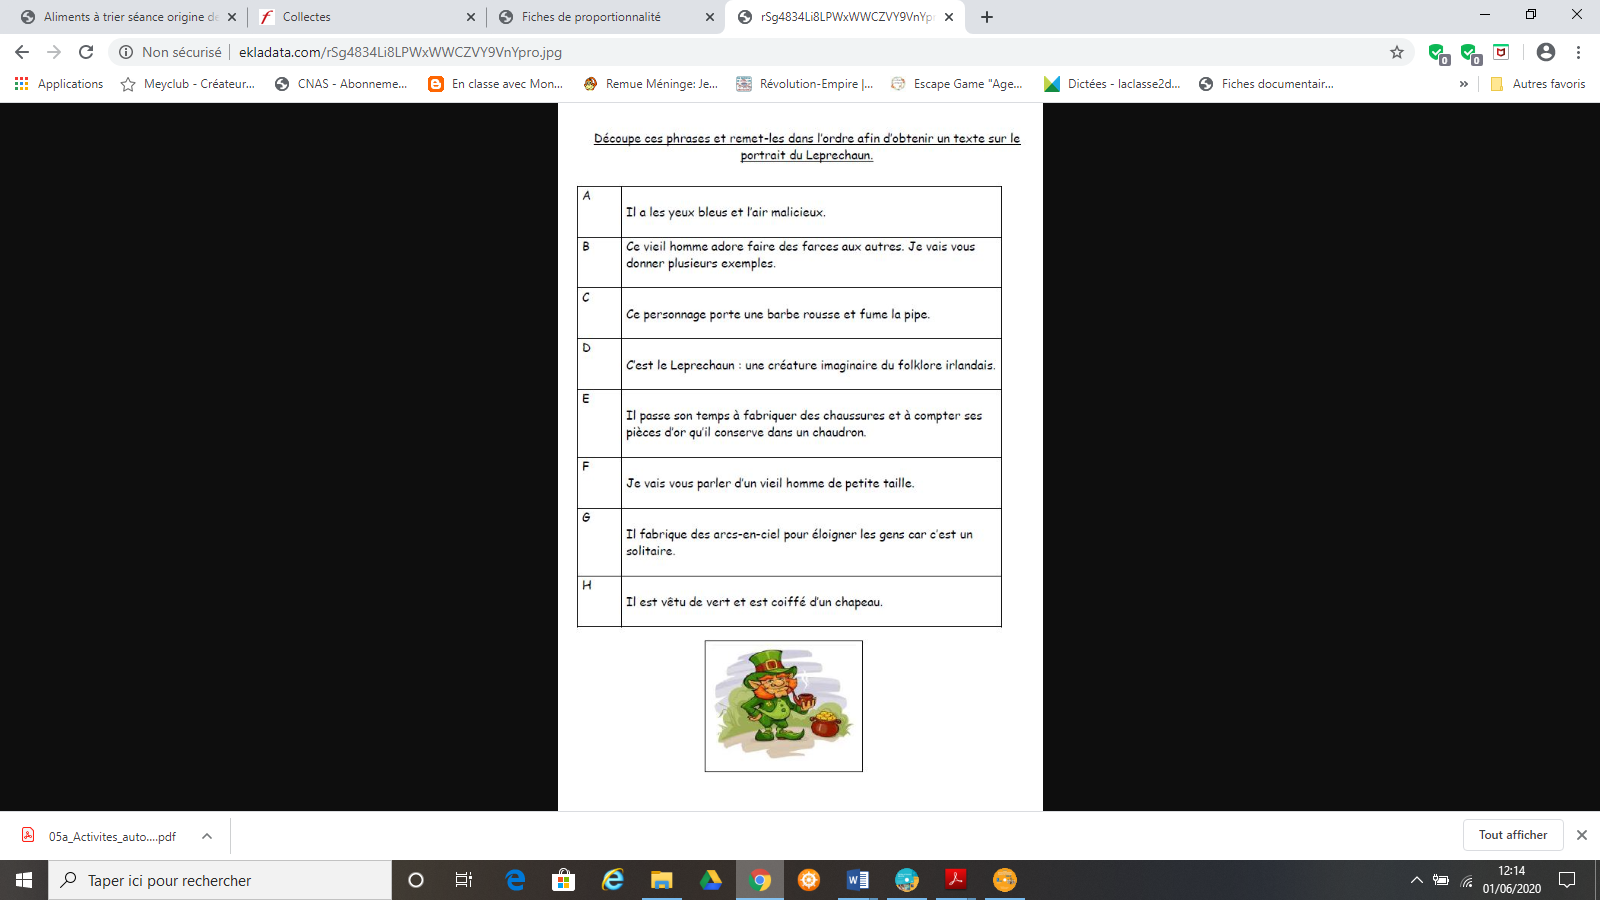 Aliments à trier séance origine de
Collectes
Fiches de proportionnalité
rSg4834Li8LPWxWWCZVY9VnYpro
Non sécurisé
ekladata.com/rSg4834Li8LPWxWWCZVY9VnYpro.jpg
0
0
Applications
Meyclub - Créateur...
CNAS - Abonneme...
En classe avec Mon...
Remue Méninge: Je...
Révolution-Empire |...
Escape Game "Age...
Dictées - laclasse2d...
Fiches documentair...
»
Autres favoris
Découpe ces phrases et remet-les dans l'ordre afin d'obtenir un texte sur le
portrait du Leprechaun.
A
Il a les yeux bleus et l'air malicieux.
B
Ce vieil homme adore faire des farces aux autres. Je vais vous
donner plusieurs exemples.
C
Ce personnage porte une barbe rousse et fume la pipe.
D
C'est le Leprechaun : une créature imaginaire du folklore irlandais.
E
Il passe son temps à fabriquer des chaussures et à compter ses
pièces d'or qu'il conserve dans un chaudron.
F
Je vais vous parler d'un vieil homme de petite taille.
G
Il fabrique des arcs-en-ciel pour éloigner les gens car c'est un
solitaire.
H
Il est vêtu de vert et est coiffé d'un chapeau.
05a_Activites_auto....pdf
Tout afficher
Taper ici pour rechercher
12:14
01/06/2020